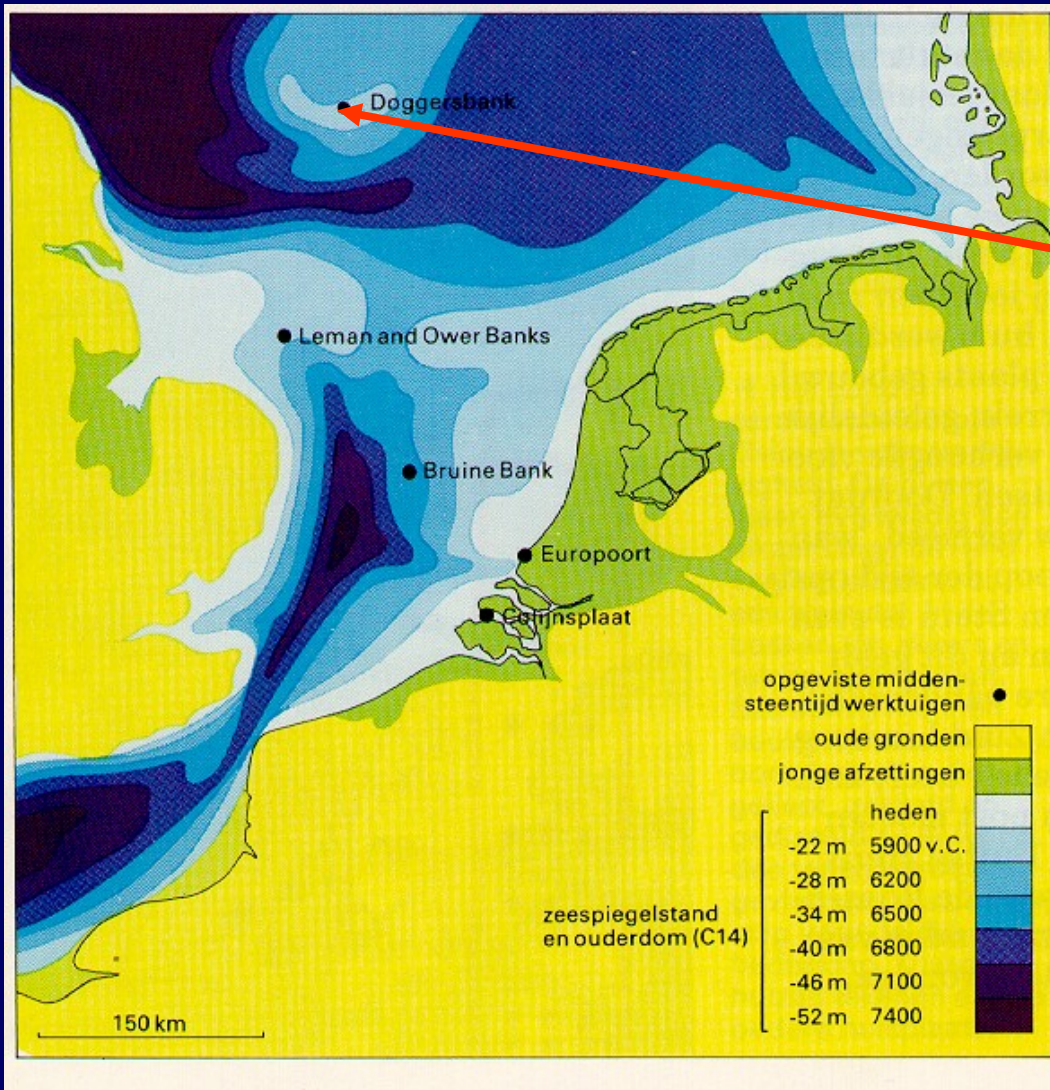 Doggersbank
Leman and Ower Banks
Bruine Bank
Europoort
Colijnsplaat
opgeviste midden-
steentijd werktuigen
oude gronden
jonge afzettingen
heden
-22 m 5900 v.C.
-28 m 6200
-34 m 6500
zeespiegelstand
en ouderdom (C14)
-40 m 6800
-46 m 7100
-52 m 7400
150 km